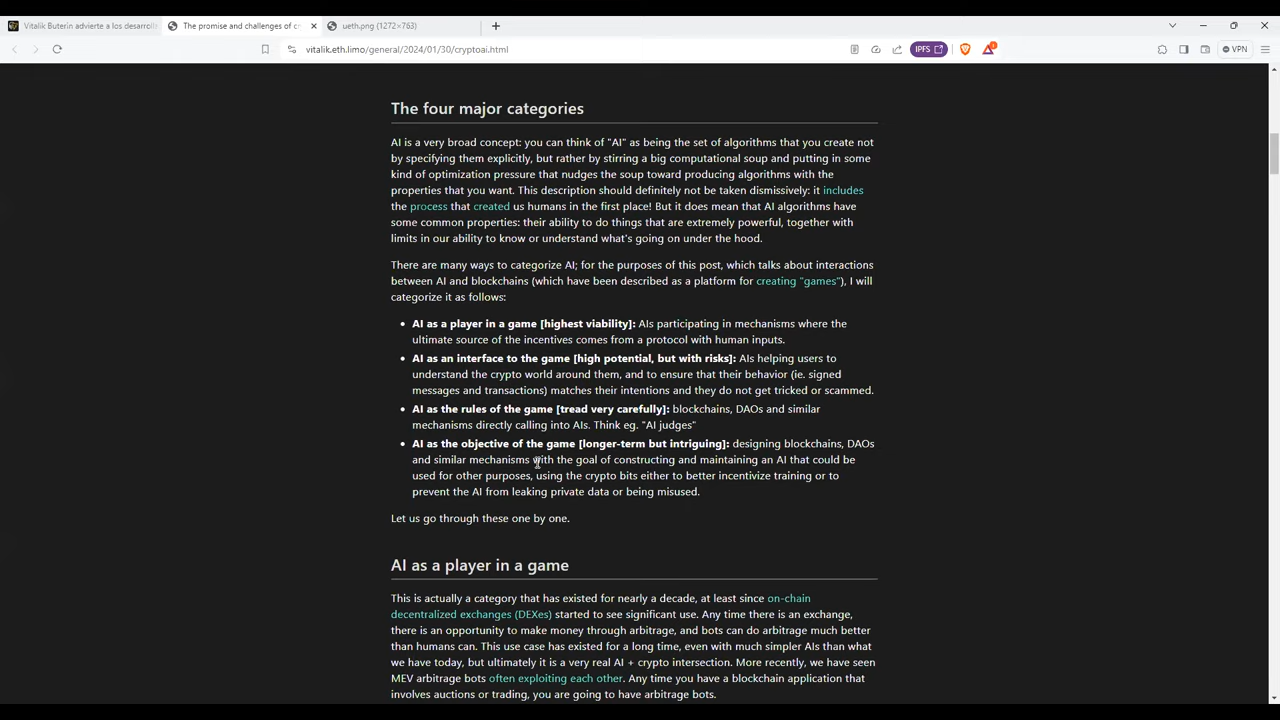 Vitalik Buterin advierte a los desarroll
The promise and challenges of cr
ueth.png (1272×763)
vitalik.eth.limo/general/2024/01/30/cryptoai.html
IPFS
VPN
The four major categories
AI is a very broad concept: you can think of "AI" as being the set of algorithms that you create not
by specifying them explicitly, but rather by stirring a big computational soup and putting in some
kind of optimization pressure that nudges the soup toward producing algorithms with the
properties that you want. This description should definitely not be taken dismissively: it includes
the process that created us humans in the first place! But it does mean that AI algorithms have
some common properties: their ability to do things that are extremely powerful, together with
limits in our ability to know or understand what's going on under the hood.
There are many ways to categorize AI; for the purposes of this post, which talks about interactions
between AI and blockchains (which have been described as a platform for creating "games"), I will
categorize it as follows:
• AI as a player in a game [highest viability]: AIs participating in mechanisms where the
ultimate source of the incentives comes from a protocol with human inputs.
• AI as an interface to the game [high potential, but with risks]: AIs helping users to
understand the crypto world around them, and to ensure that their behavior (ie. signed
messages and transactions) matches their intentions and they do not get tricked or scammed.
• AI as the rules of the game [tread very carefully]: blockchains, DAOs and similar
mechanisms directly calling into AIs. Think eg. "AI judges"
• AI as the objective of the game [longer-term but intriguing]: designing blockchains, DAOs
and similar mechanisms with the goal of constructing and maintaining an AI that could be
used for other purposes, using the crypto bits either to better incentivize training or to
prevent the AI from leaking private data or being misused.
Let us go through these one by one.
AI as a player in a game
This is actually a category that has existed for nearly a decade, at least since on-chain
decentralized exchanges (DEXes) started to see significant use. Any time there is an exchange,
there is an opportunity to make money through arbitrage, and bots can do arbitrage much better
than humans can. This use case has existed for a long time, even with much simpler AIs than what
we have today, but ultimately it is a very real AI + crypto intersection. More recently, we have seen
MEV arbitrage bots often exploiting each other. Any time you have a blockchain application that
involves auctions or trading, you are going to have arbitrage bots.